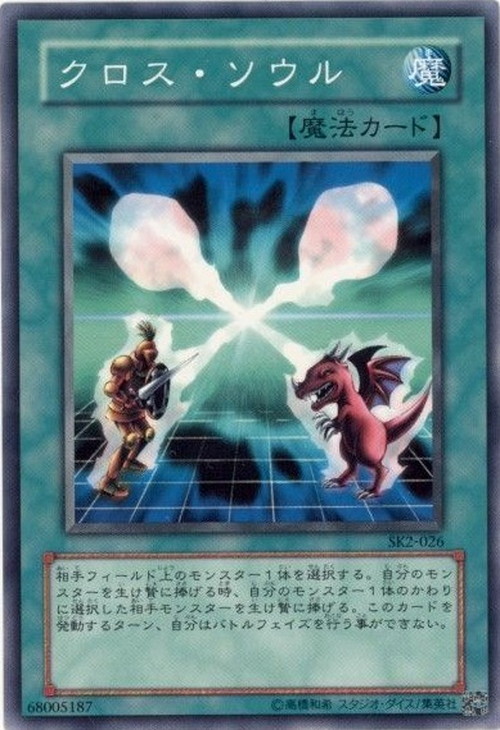 クロス・ソウル
魔
【魔法カード】
SK2-026
相手フィールド上のモンスター1体を選択する。自分のモン
スターを生け贄に捧げる時、自分のモンスター1体のかわり
に選択した相手モンスターを生け贄に捧げる。このカードを
発動するターン、自分はバトルフェイズを行う事ができない。
68005187
©高橋和希 スタジオ・ダイス/集英社